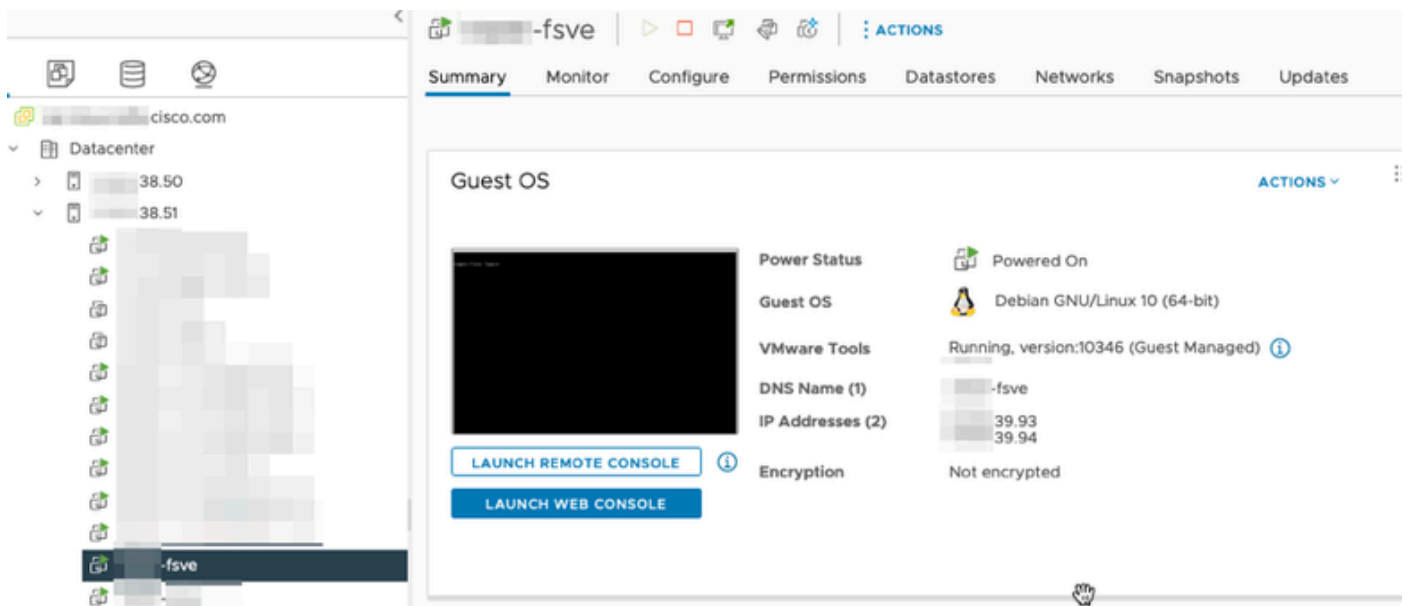 -fsve
ACTIONS
Summary Monitor Configure Permissions Datastores Networks Snapshots Updates
cisco.com
Datacenter
38.50
38.51
-fsve
Guest OS
ACTIONS
Power Status Powered On
Guest OS Debian GNU/Linux 10 (64-bit)
VMware Tools Running, version:10346 (Guest Managed)
DNS Name (1) -fsve
IP Addresses (2) 39.93
39.94
Encryption Not encrypted
LAUNCH REMOTE CONSOLE
LAUNCH WEB CONSOLE